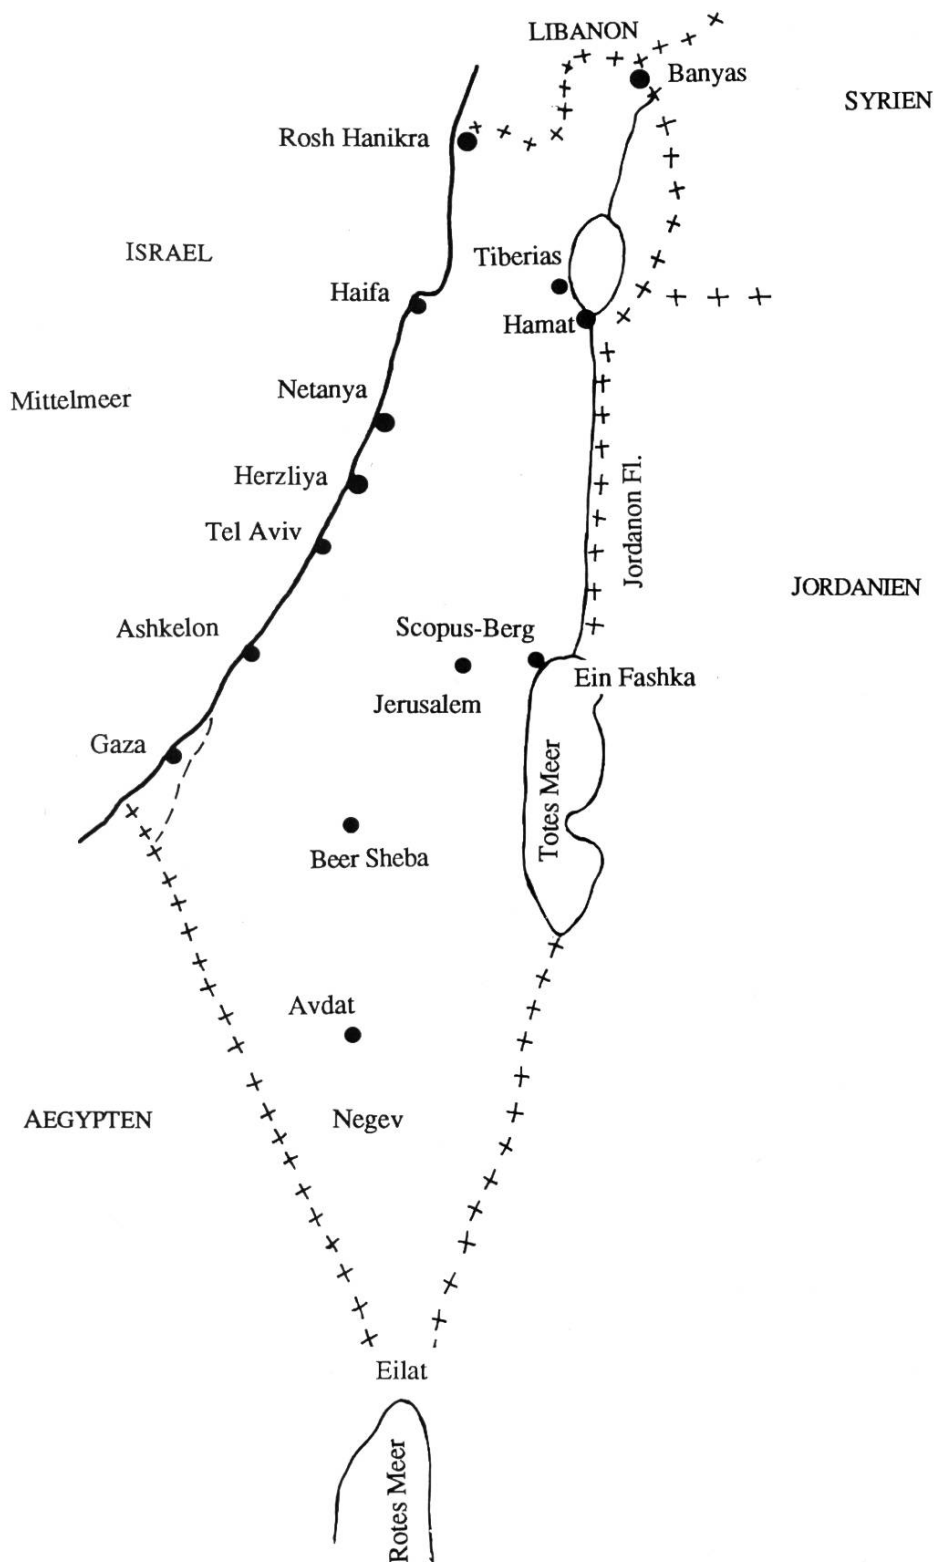 LIBANON
Banyas
SYRIEN
Rosh Hanikra
ISRAEL
Tiberias
Haifa
Hamat
Netanya
Mittelmeer
Herzliya
Tel Aviv
Jordanon Fl.
JORDANIEN
Ashkelon
Scopus-Berg
Ein Fashka
Jerusalem
Gaza
Totes Meer
Beer Sheba
Avdat
AEGYPTEN
Negev
Eilat
Rotes Meer